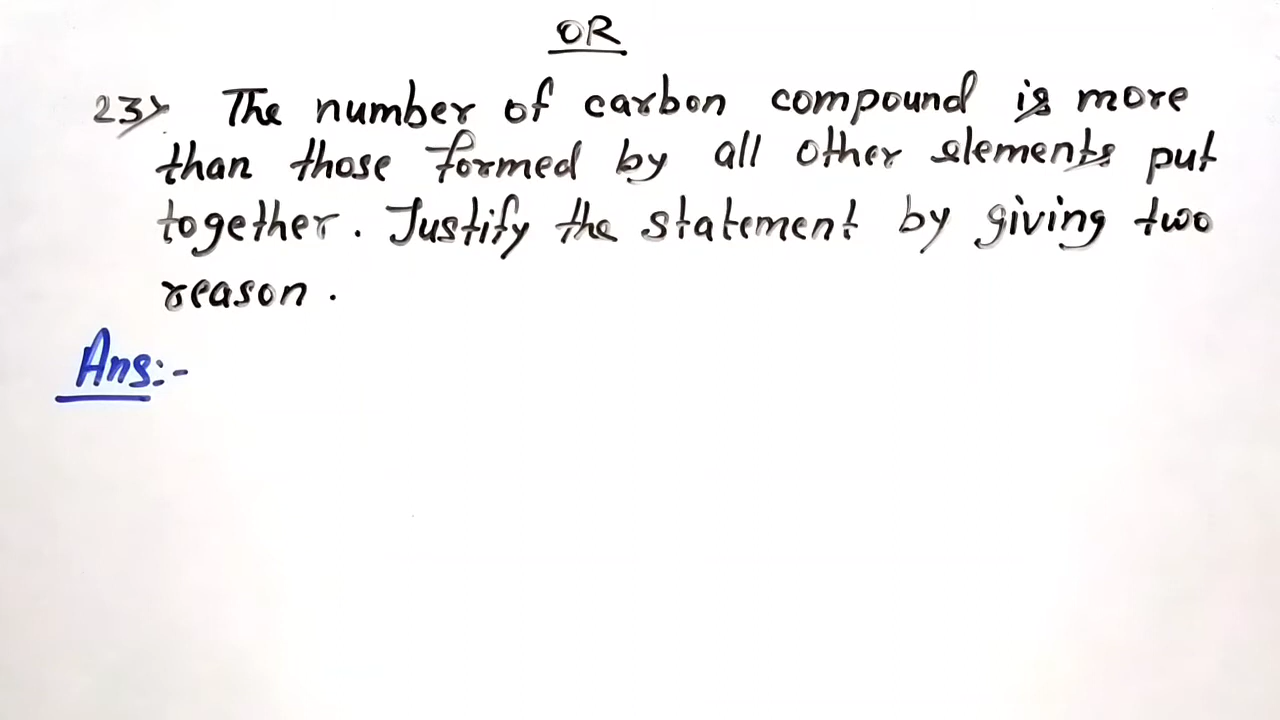 OR
23> The number of carbon compound is more
than those formed by all other elements put
together. Justify the statement by giving two
reason.
Ans:-